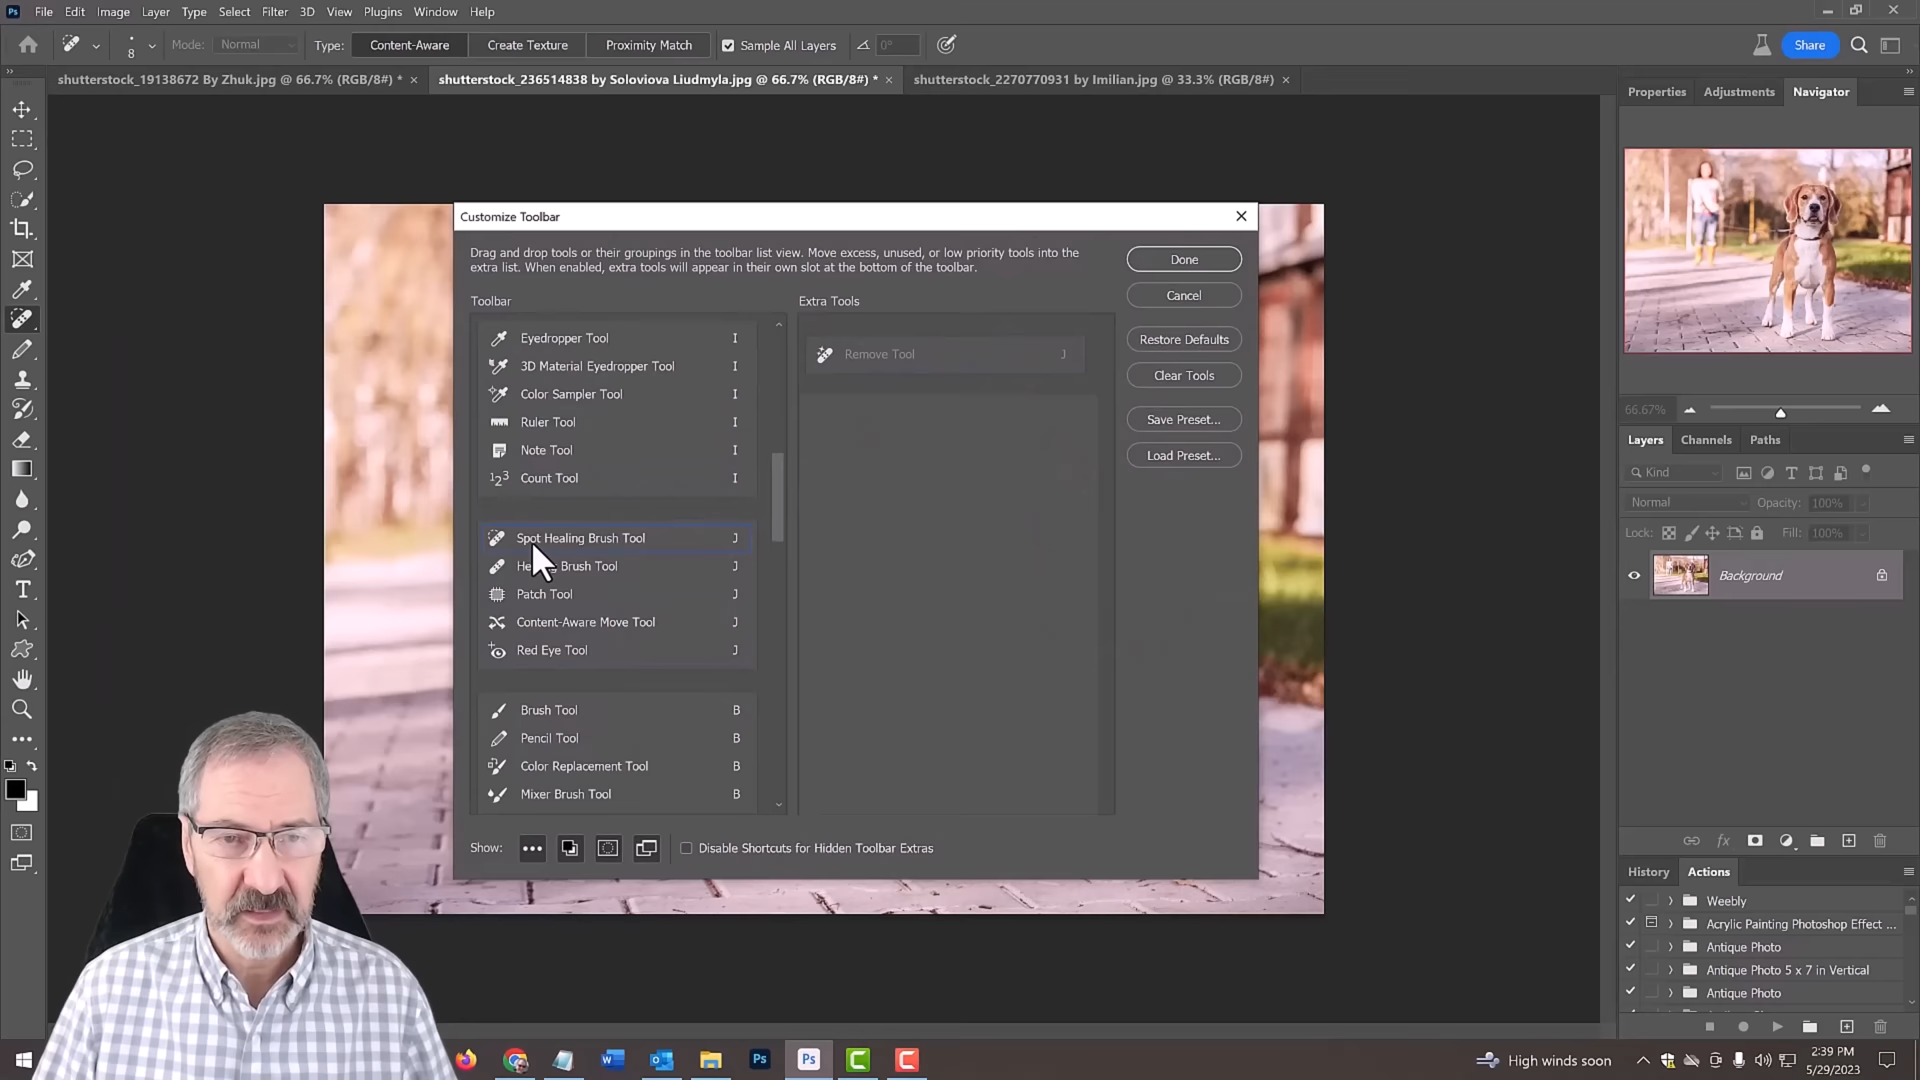 Ps File Edit Image Layer Type Select Filter 3D View Plugins Window Help
8 Mode: Normal Type: Content-Aware Create Texture Proximity Match Sample All Layers 0° Share
shutterstock_19138672 By Zhuk.jpg @ 66.7% (RGB/8#) * × shutterstock_236514838 by Soloviova Liudmyla.jpg @ 66.7% (RGB/8#) * × shutterstock_2270770931 by Imilian.jpg @ 33.3% (RGB/8#) ×
Properties Adjustments Navigator
Customize Toolbar
Drag and drop tools or their groupings in the toolbar list view. Move excess, unused, or low priority tools into the
extra list. When enabled, extra tools will appear in their own slot at the bottom of the toolbar.
Done
Cancel
Restore Defaults
Clear Tools
Save Preset...
Load Preset...
Toolbar
Eyedropper Tool I
3D Material Eyedropper Tool I
Color Sampler Tool I
Ruler Tool I
Note Tool I
Count Tool I
Spot Healing Brush Tool J
Healing Brush Tool J
Patch Tool J
Content-Aware Move Tool J
Red Eye Tool J
Brush Tool B
Pencil Tool B
Color Replacement Tool B
Mixer Brush Tool B
Extra Tools
Remove Tool J
Show: Disable Shortcuts for Hidden Toolbar Extras
66.67%
Layers Channels Paths
Kind
Normal Opacity: 100%
Lock: Fill: 100%
Background
History Actions
Weebly
Acrylic Painting Photoshop Effect ...
Antique Photo
Antique Photo 5 x 7 in Vertical
Antique Photo
High winds soon
2:39 PM
5/29/2023